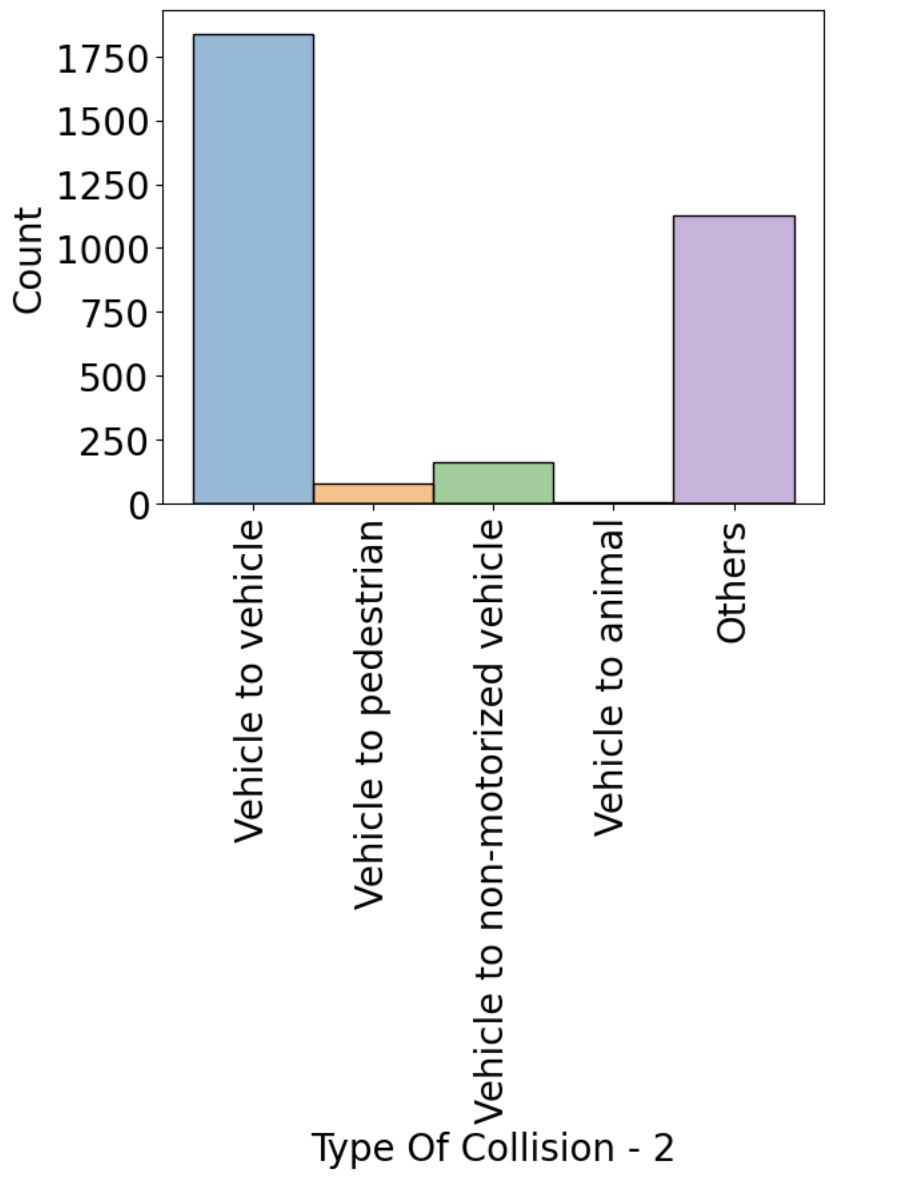 1750
1500
1250
1000
750
500
250
0
Count
Vehicle to vehicle
Vehicle to pedestrian
Vehicle to non-motorized vehicle
Vehicle to animal
Others
Type Of Collision - 2